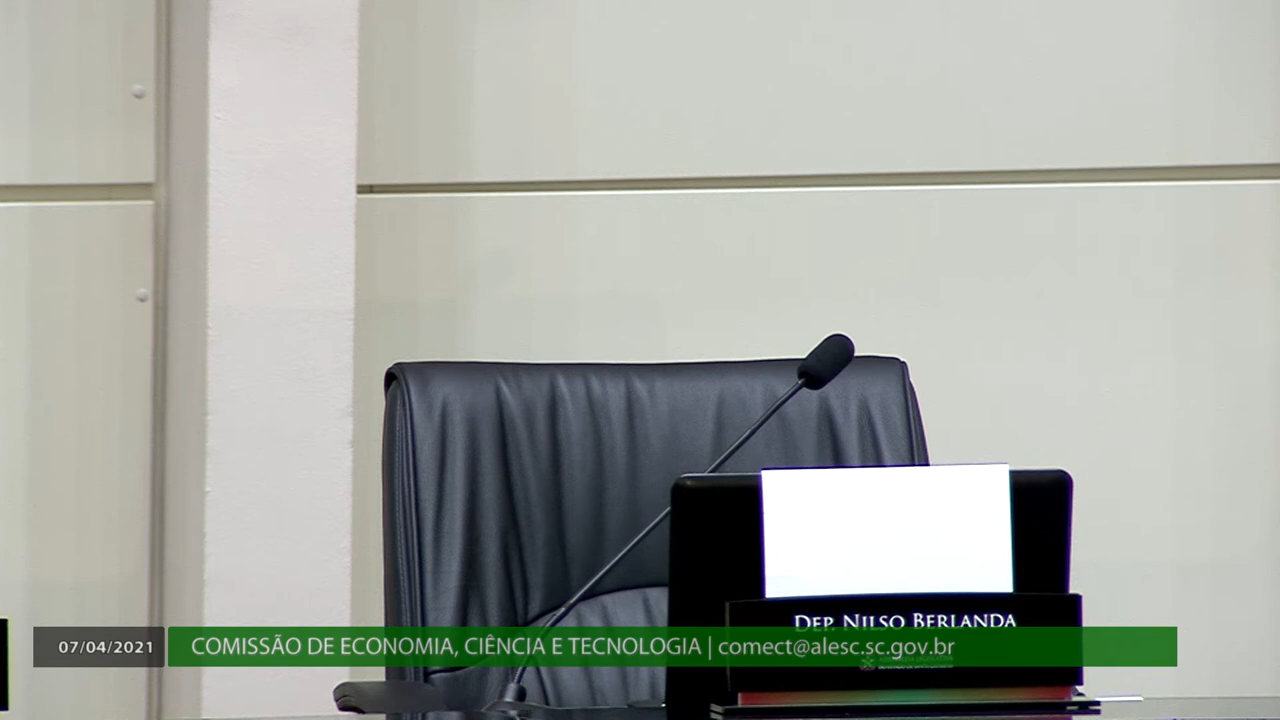 DEP. NILSO BERLANDA
07/04/2021
COMISSÃO DE ECONOMIA, CIÊNCIA E TECNOLOGIA | comect@alesc.sc.gov.br